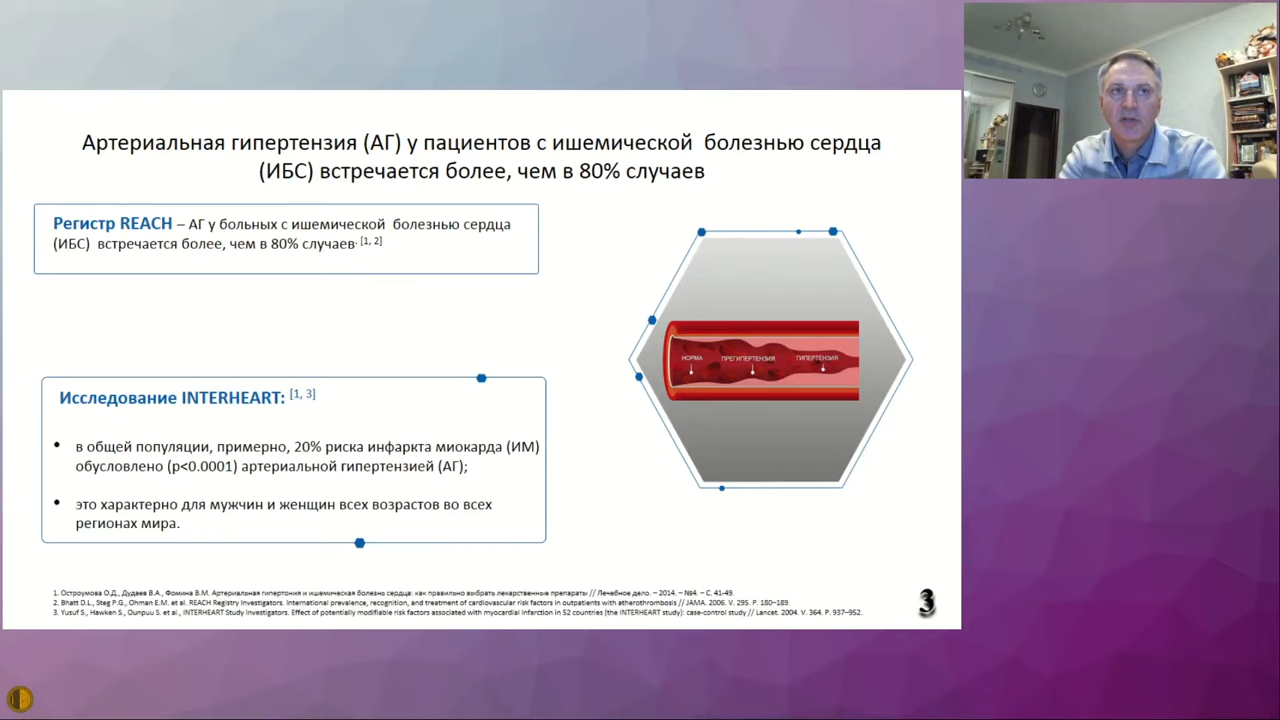 Артериальная гипертензия (АГ) у пациентов с ишемической болезнью сердца
(ИБС) встречается более, чем в 80% случаев
Регистр REACH – АГ у больных с ишемической болезнью сердца
(ИБС) встречается более, чем в 80% случаев. [1, 2]
НОРМА
ПРЕГИПЕРТЕНЗИЯ
ГИПЕРТЕНЗИЯ
Исследование INTERHEART: [1, 3]
• в общей популяции, примерно, 20% риска инфаркта миокарда (ИМ)
обусловлено (p<0.0001) артериальной гипертензией (АГ);
• это характерно для мужчин и женщин всех возрастов во всех
регионах мира.
1. Остроумова О.Д., Дудаев В.А., Фомина В.М. Артериальная гипертония и ишемическая болезнь сердца: как правильно выбрать лекарственные препараты // Лечебное дело. – 2014. – №4. – С. 41-49.
2. Bhatt D.L., Steg P.G., Ohman E.M. et al. REACH Registry Investigators. International prevalence, recognition, and treatment of cardiovascular risk factors in outpatients with atherothrombosis // JAMA. 2006. V. 295. P. 180–189.
3. Yusuf S., Hawken S., Ounpuu S. et al., INTERHEART Study Investigators. Effect of potentially modifiable risk factors associated with myocardial infarction in 52 countries (the INTERHEART study): case-control study // Lancet. 2004. V. 364. P. 937–952.
3